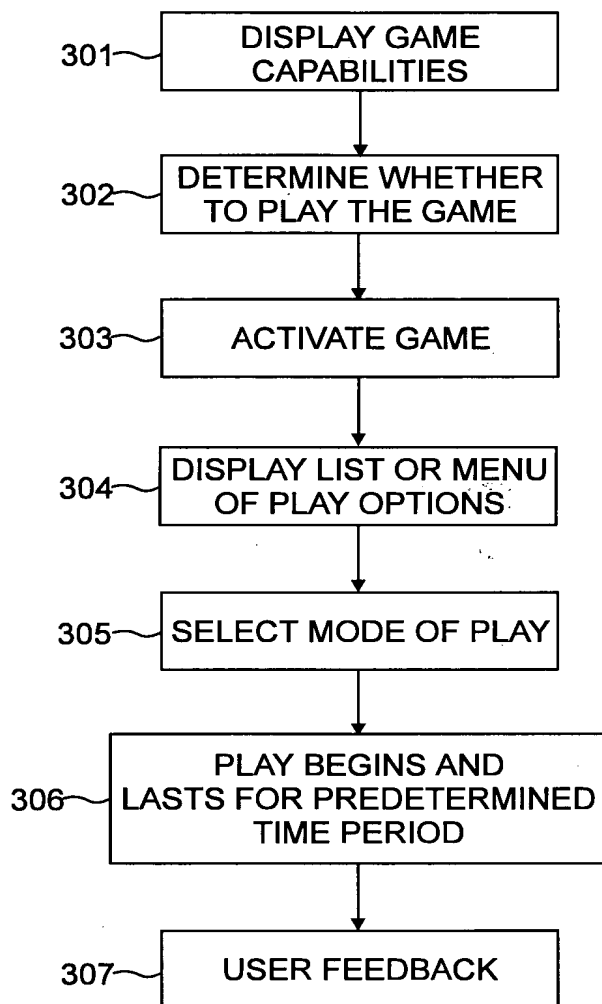 301
DISPLAY GAME
CAPABILITIES
302
DETERMINE WHETHER
TO PLAY THE GAME
303
ACTIVATE GAME
304
DISPLAY LIST OR MENU
OF PLAY OPTIONS
305
SELECT MODE OF PLAY
306
PLAY BEGINS AND
LASTS FOR PREDETERMINED
TIME PERIOD
307
USER FEEDBACK